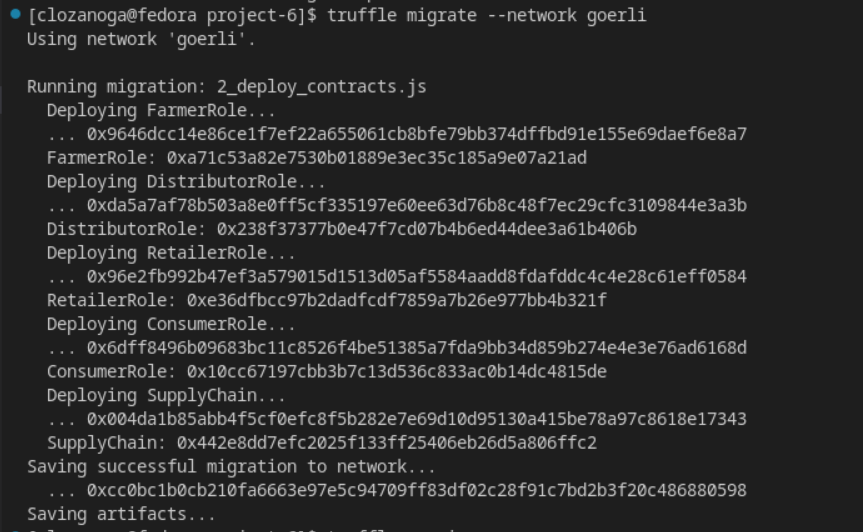 [clozanoga@fedora project-6]$ truffle migrate --network goerli
Using network 'goerli'.
Running migration: 2_deploy_contracts.js
Deploying FarmerRole...
... 0x9646dcc14e86ce1f7ef22a655061cb8bfe79bb374dffbd91e155e69daef6e8a7
FarmerRole: 0xa71c53a82e7530b01889e3ec35c185a9e07a21ad
Deploying DistributorRole...
... 0xda5a7af78b503a8e0ff5cf335197e60ee63d76b8c48f7ec29cfc3109844e3a3b
DistributorRole: 0x238f37377b0e47f7cd07b4b6ed44dee3a61b406b
Deploying RetailerRole...
... 0x96e2fb992b47ef3a579015d1513d05af5584aadd8fdafddc4c4e28c61eff0584
RetailerRole: 0xe36dfbcc97b2dadfcdf7859a7b26e977bb4b321f
Deploying ConsumerRole...
... 0x6dff8496b09683bc11c8526f4be51385a7fda9bb34d859b274e4e3e76ad6168d
ConsumerRole: 0x10cc67197cbb3b7c13d536c833ac0b14dc4815de
Deploying SupplyChain...
... 0x004da1b85abb4f5cf0efc8f5b282e7e69d10d95130a415be78a97c8618e17343
SupplyChain: 0x442e8dd7efc2025f133ff25406eb26d5a806ffc2
Saving successful migration to network...
... 0xcc0bc1b0cb210fa6663e97e5c94709ff83df02c28f91c7bd2b3f20c486880598
Saving artifacts...